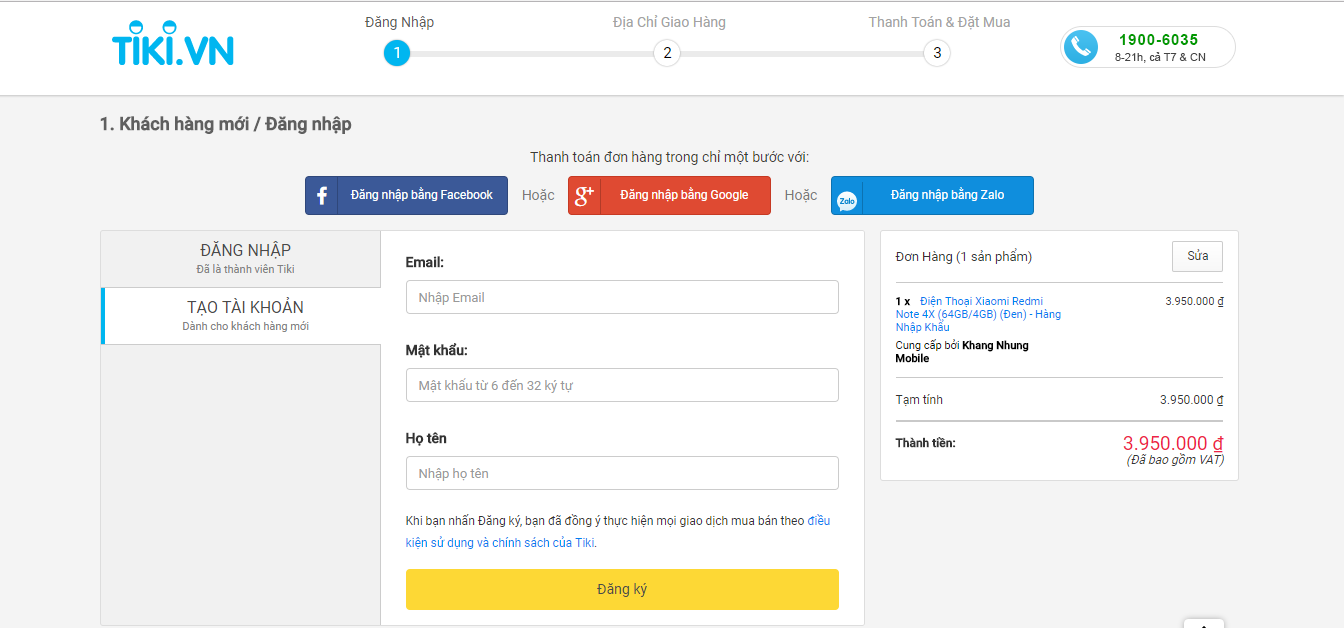 TIKI.VN
Đăng Nhập
Địa Chỉ Giao Hàng
Thanh Toán & Đặt Mua
1
2
3
1900-6035
8-21h, cả T7 & CN
1. Khách hàng mới / Đăng nhập
Thanh toán đơn hàng trong chỉ một bước với:
f Đăng nhập bằng Facebook
Hoặc
g+ Đăng nhập bằng Google
Hoặc
Zalo Đăng nhập bằng Zalo
ĐĂNG NHẬP
Đã là thành viên Tiki
TẠO TÀI KHOẢN
Dành cho khách hàng mới
Email:
Nhập Email
Mật khẩu:
Mật khẩu từ 6 đến 32 ký tự
Họ tên
Nhập họ tên
Khi bạn nhấn Đăng ký, bạn đã đồng ý thực hiện mọi giao dịch mua bán theo điều
kiện sử dụng và chính sách của Tiki.
Đăng ký
Đơn Hàng (1 sản phẩm)
Sửa
1 x Điện Thoại Xiaomi Redmi 3.950.000 ₫
Note 4X (64GB/4GB) (Đen) - Hàng
Nhập Khẩu
Cung cấp bởi Khang Nhung
Mobile
Tạm tính 3.950.000 ₫
Thành tiền: 3.950.000 ₫
(Đã bao gồm VAT)